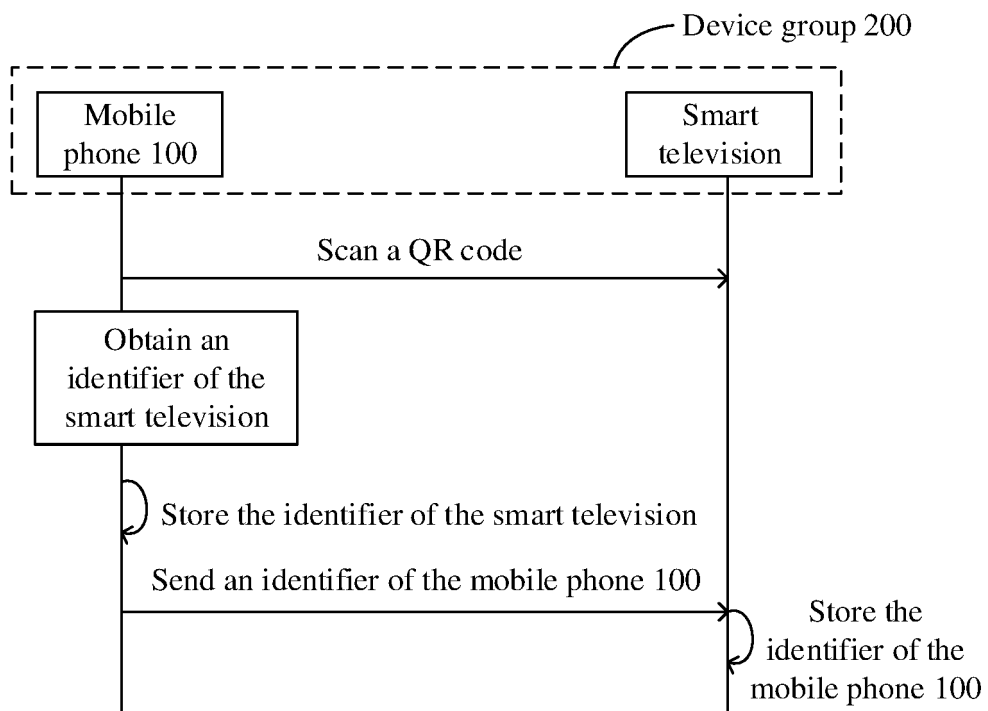 Device group 200
Mobile
phone 100
Smart
television
Scan a QR code
Obtain an
identifier of the
smart television
Store the identifier of the smart television
Send an identifier of the mobile phone 100
Store the
identifier of the
mobile phone 100